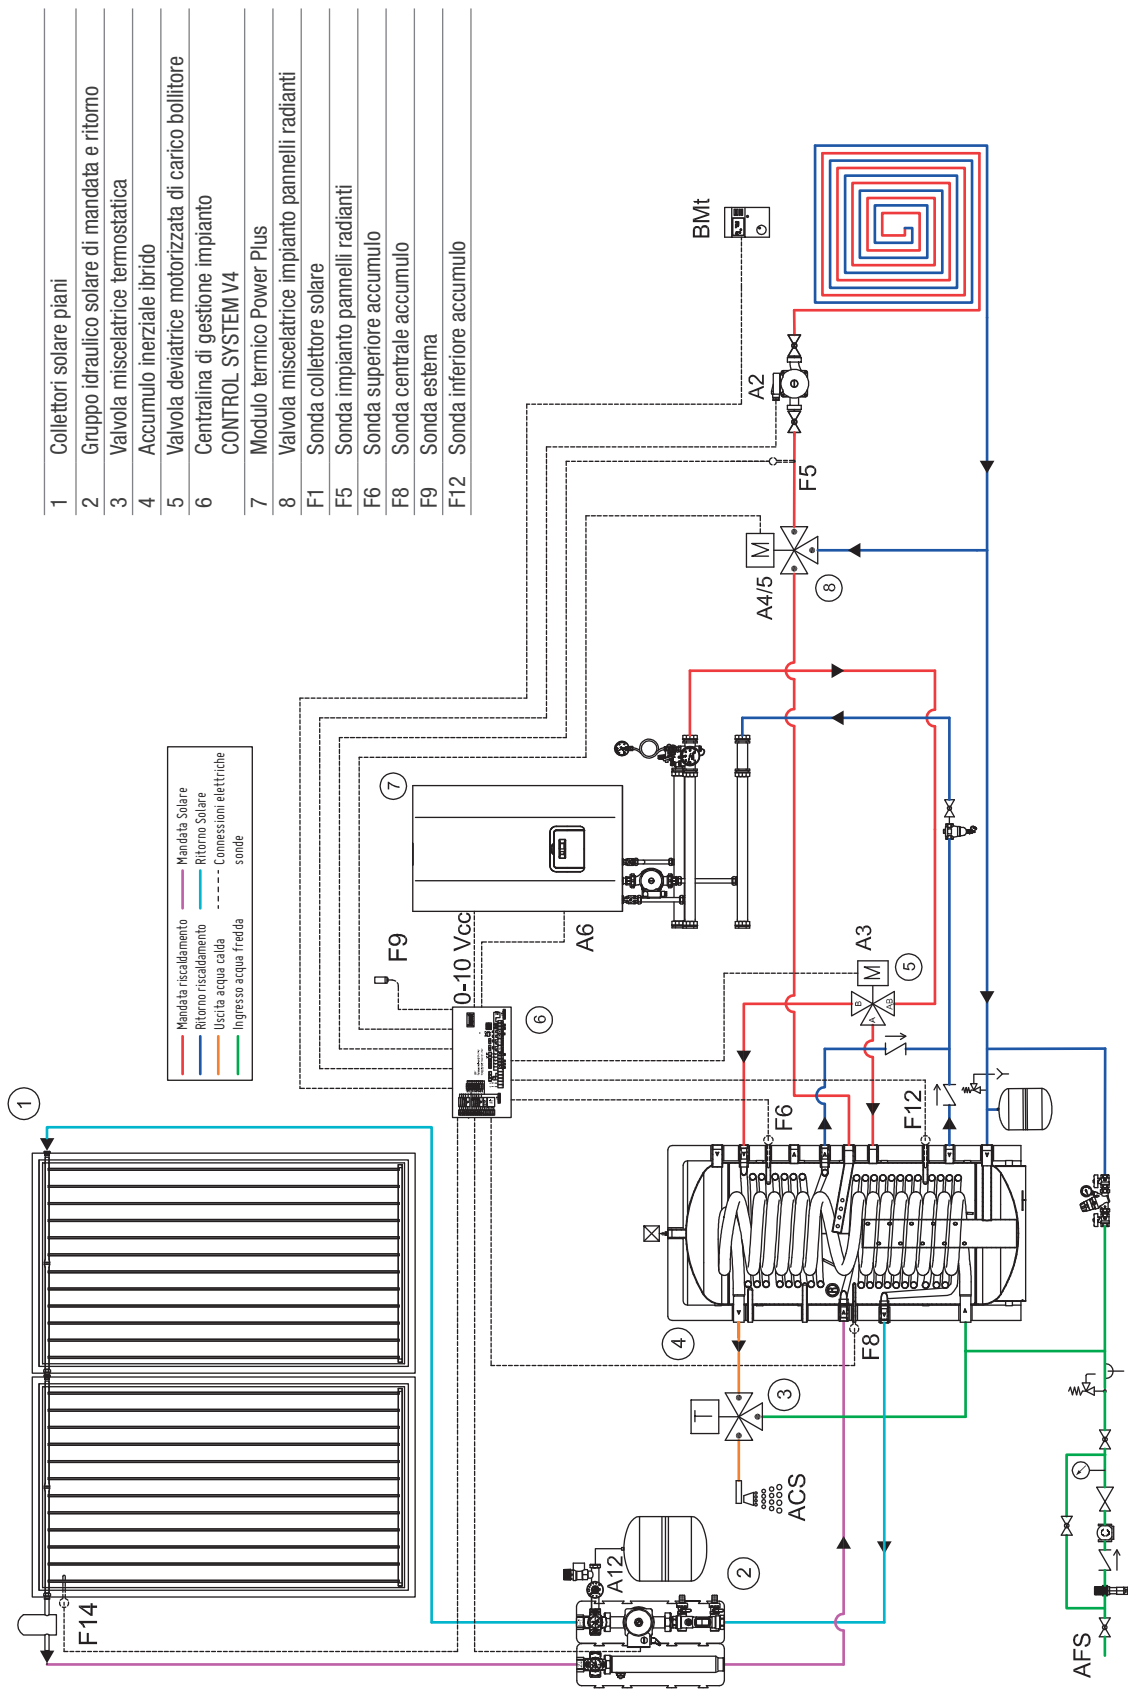 1 Collettori solare piani
2 Gruppo idraulico solare di mandata e ritorno
3 Valvola miscelatrice termostatica
4 Accumulo inerziale ibrido
5 Valvola deviatrice motorizzata di carico bollitore
6 Centralina di gestione impianto
CONTROL SYSTEM V4
7 Modulo termico Power Plus
8 Valvola miscelatrice impianto pannelli radianti
F1 Sonda collettore solare
F5 Sonda impianto pannelli radianti
F6 Sonda superiore accumulo
F8 Sonda centrale accumulo
F9 Sonda esterna
F12 Sonda inferiore accumulo
Mandata riscaldamento
Ritorno riscaldamento
Uscita acqua calda
Ingresso acqua fredda
Mandata Solare
Ritorno Solare
Connessioni elettriche
sonde
1
F14
A12
2
ACS
T
3
4
F8
AFS
C
R
F6
F12
6
0-10 Vcc
F9
A6
7
A3
M
5
B
A
AB
M
A4/5
8
F5
A2
BMt